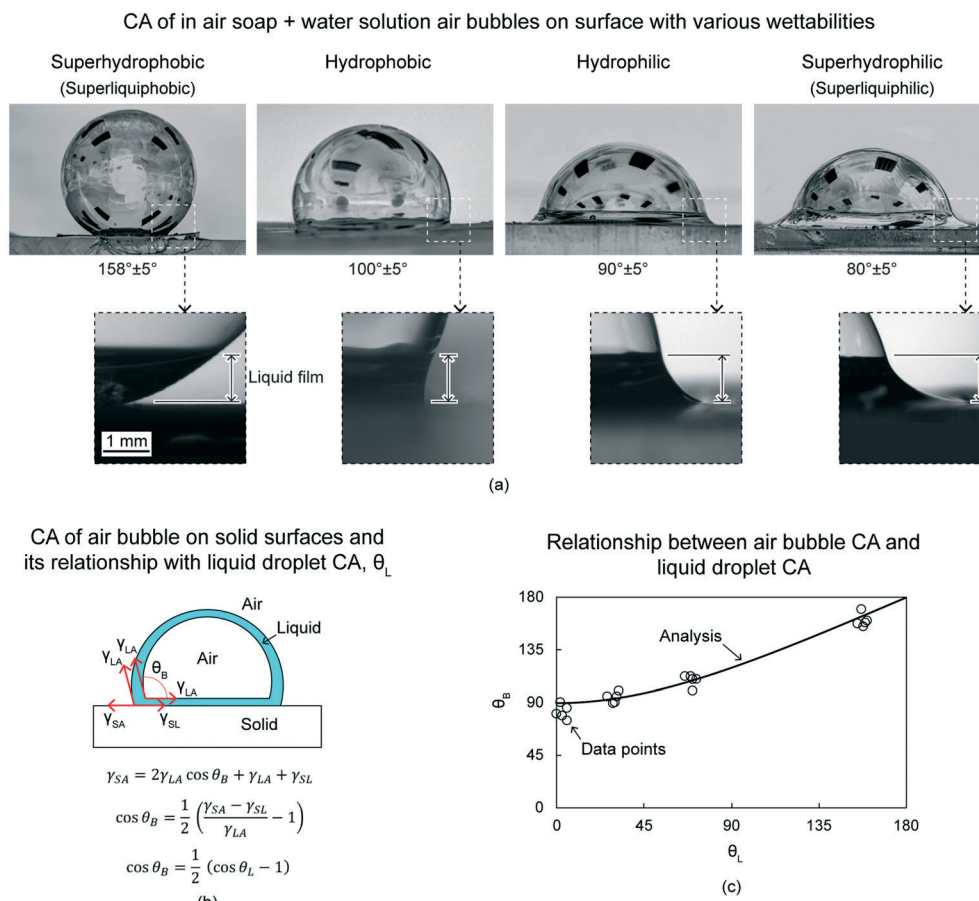 CA of in air soap + water solution air bubbles on surface with various wettabilities
Superhydrophobic
(Superliquiphobic)
Hydrophobic
Hydrophilic
Superhydrophilic
(Superliquiphilic)
158°±5°
100°±5°
90°±5°
80°±5°
Liquid film
1 mm
(a)
CA of air bubble on solid surfaces and
its relationship with liquid droplet CA, θL
Air
Liquid
Air
γLA
γLA
θB
γLA
γSA
γSL
Solid
γSA = 2γLA cos θB + γLA + γSL
cos θB = 1/2 (γSA − γSL / γLA − 1)
cos θB = 1/2 (cos θL − 1)
(b)
Relationship between air bubble CA and
liquid droplet CA
180
135
90
45
0
θB
Analysis
Data points
0 45 90 135 180
θL
(c)